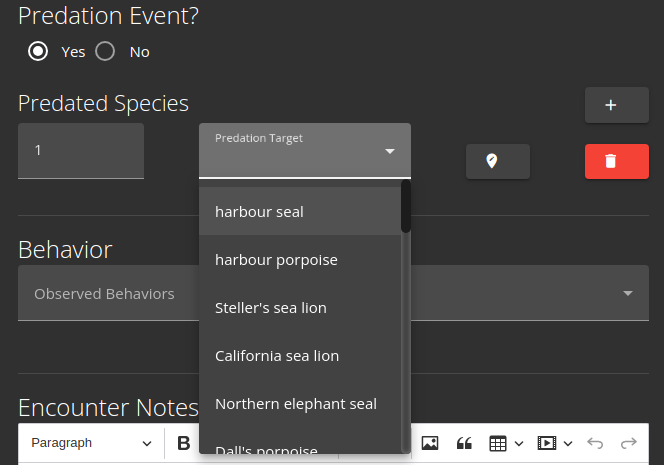 Predation Event?
Yes No
Predated Species
1
Predation Target
harbour seal
harbour porpoise
Steller's sea lion
California sea lion
Northern elephant seal
Dall's porpoise
Behavior
Observed Behaviors
Encounter Notes
Paragraph B